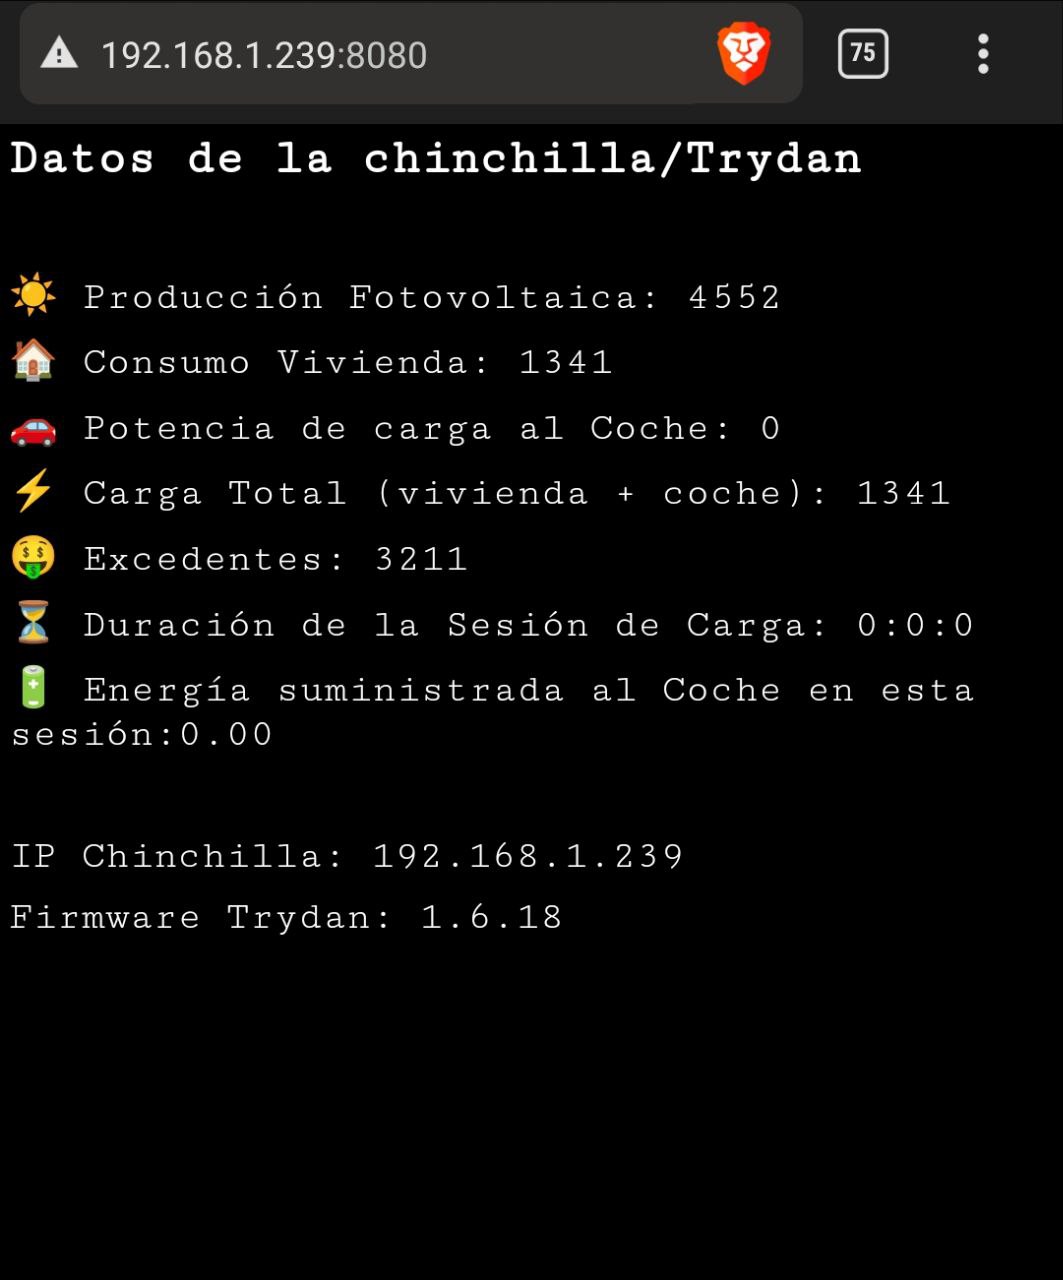 192.168.1.239:8080
75
Datos de la chinchilla/Trydan
Producción Fotovoltaica: 4552
Consumo Vivienda: 1341
Potencia de carga al Coche: 0
Carga Total (vivienda + coche): 1341
Excedentes: 3211
Duración de la Sesión de Carga: 0:0:0
Energía suministrada al Coche en esta
sesión:0.00
IP Chinchilla: 192.168.1.239
Firmware Trydan: 1.6.18